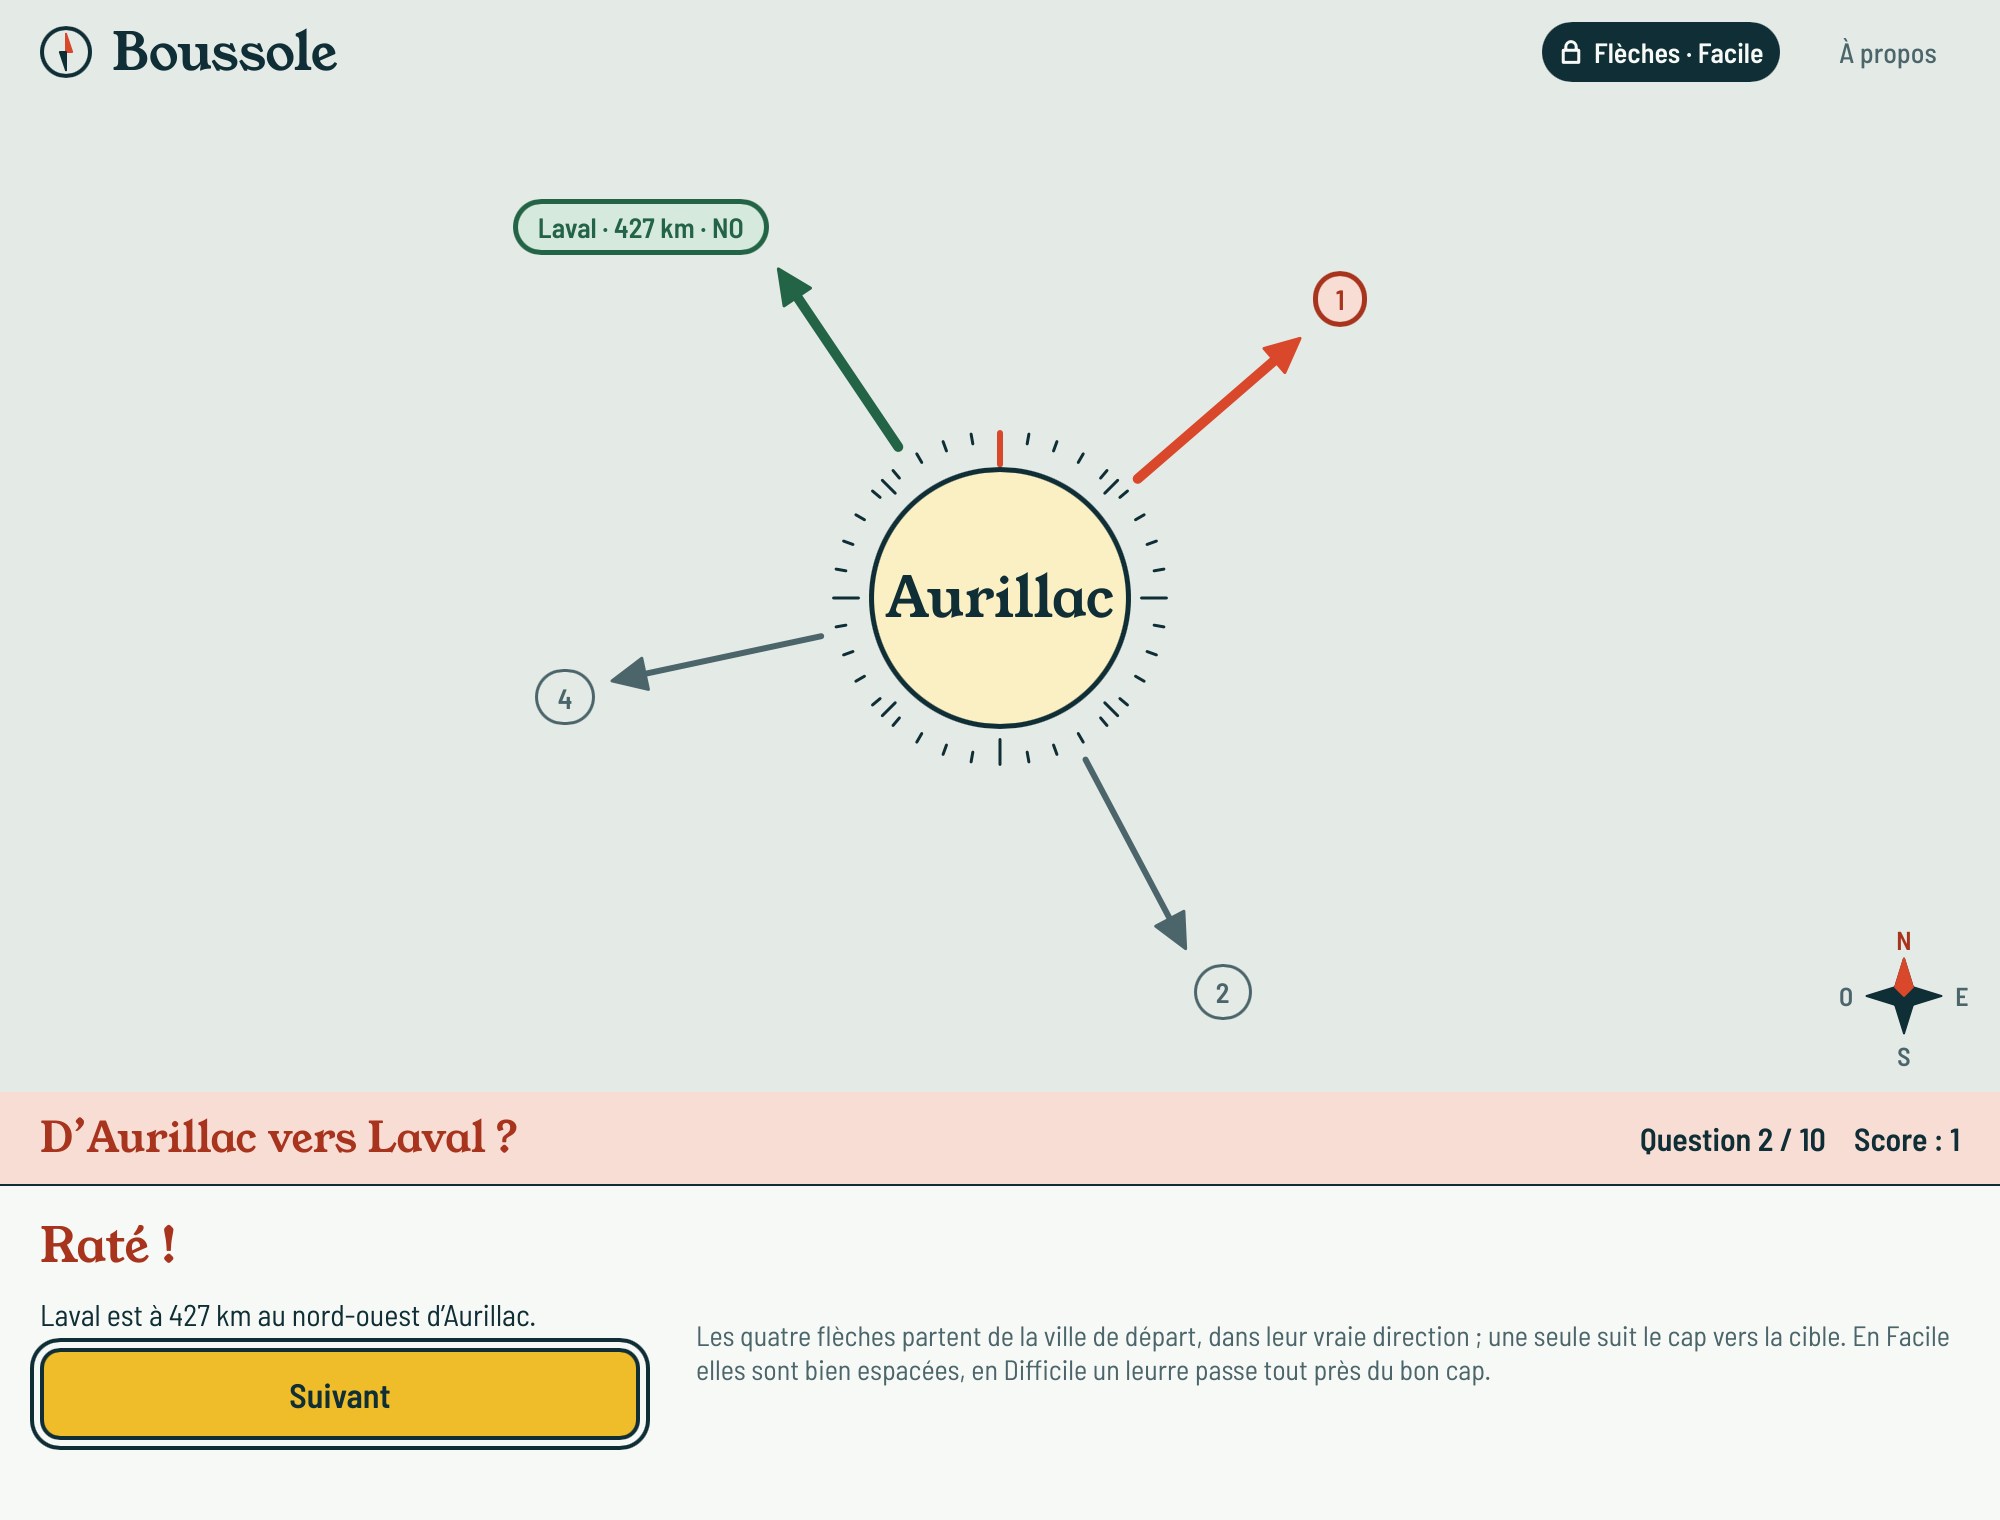 Boussole
Flèches · Facile
À propos
Laval · 427 km · NO
1
Aurillac
4
2
N
O
E
S
D’Aurillac vers Laval ?
Question 2 / 10
Score : 1
Raté !
Laval est à 427 km au nord-ouest d’Aurillac.
Suivant
Les quatre flèches partent de la ville de départ, dans leur vraie direction ; une seule suit le cap vers la cible. En Facile
elles sont bien espacées, en Difficile un leurre passe tout près du bon cap.